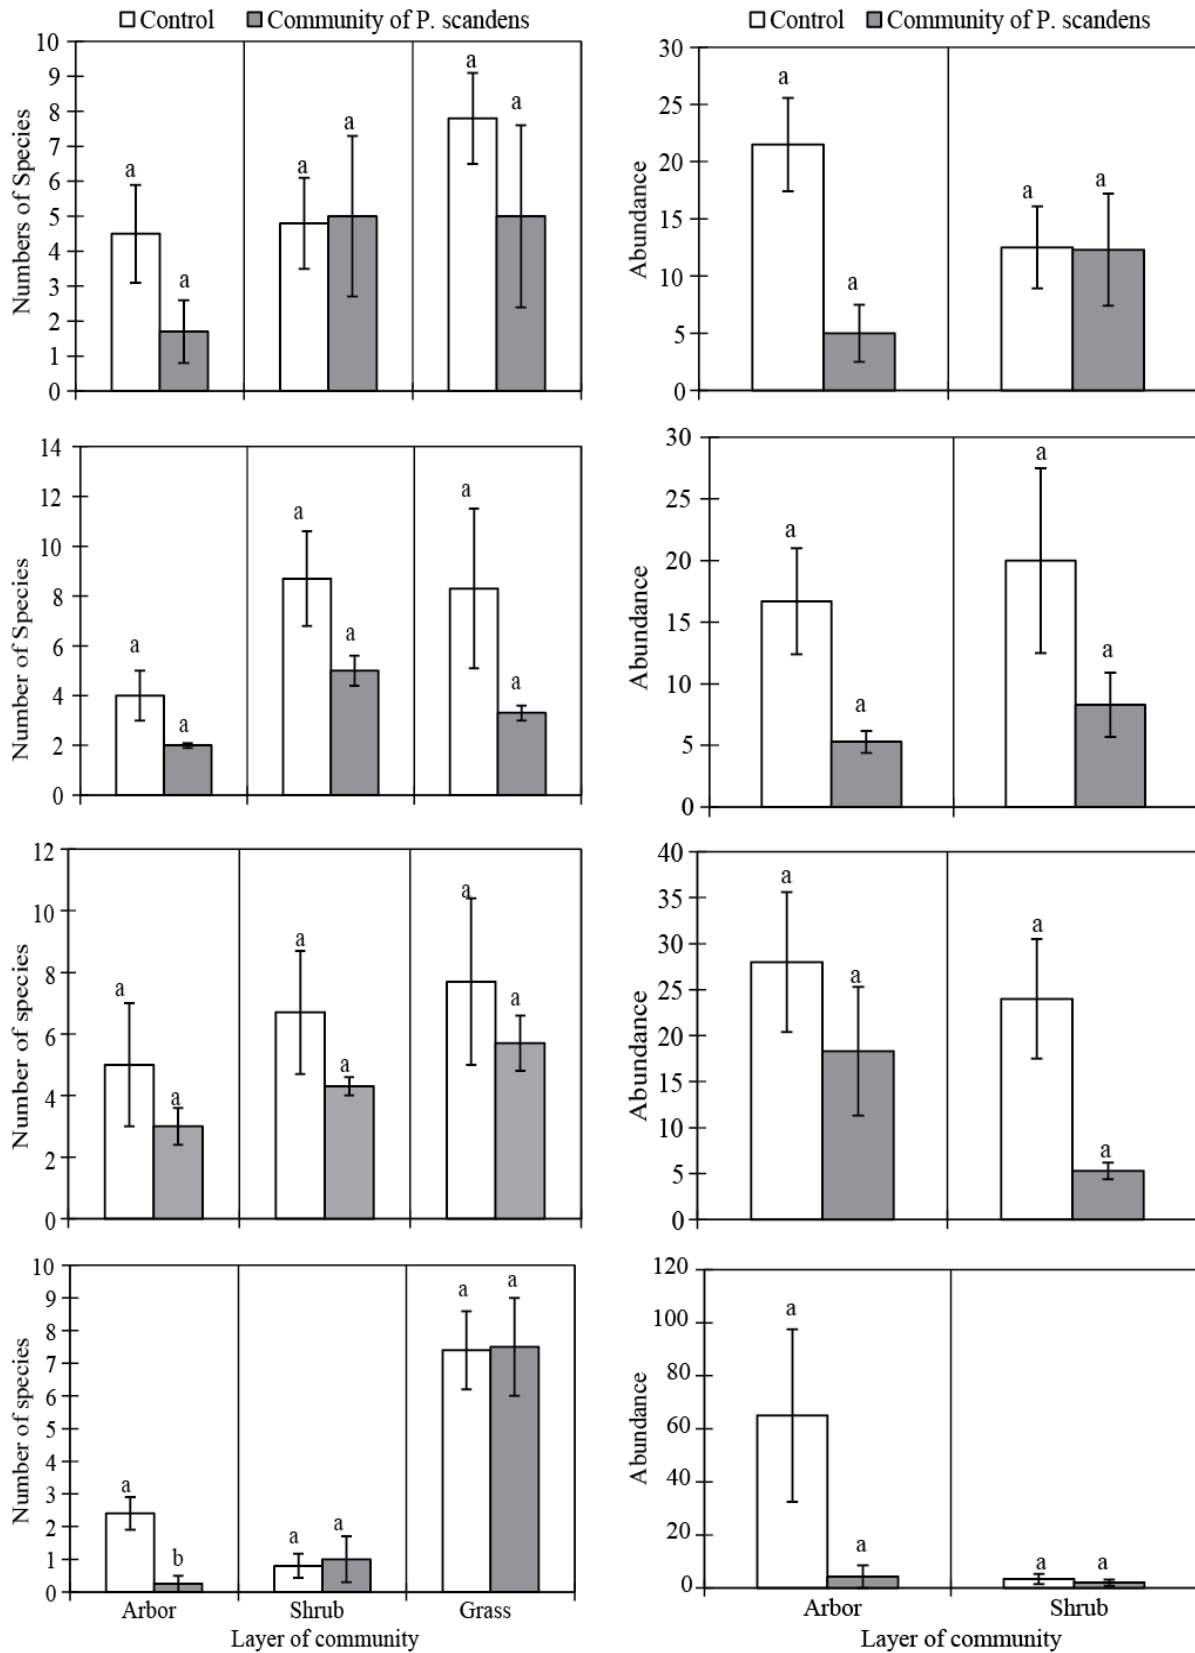 Control Community of P. scandens
Numbers of Species
10
9
8
7
6
5
4
3
2
1
0
a
a
a
a
a
a
Control Community of P. scandens
Abundance
30
25
20
15
10
5
0
a
a
a
a
Number of Species
14
12
10
8
6
4
2
0
a
a
a
a
a
a
Abundance
30
25
20
15
10
5
0
a
a
a
a
Number of species
12
10
8
6
4
2
0
a
a
a
a
a
a
Abundance
40
35
30
25
20
15
10
5
0
a
a
a
a
Number of species
10
9
8
7
6
5
4
3
2
1
0
a
b
a
a
a
a
Arbor Shrub Grass
Layer of community
Abundance
120
100
80
60
40
20
0
a
a
a
a
Arbor Shrub
Layer of community